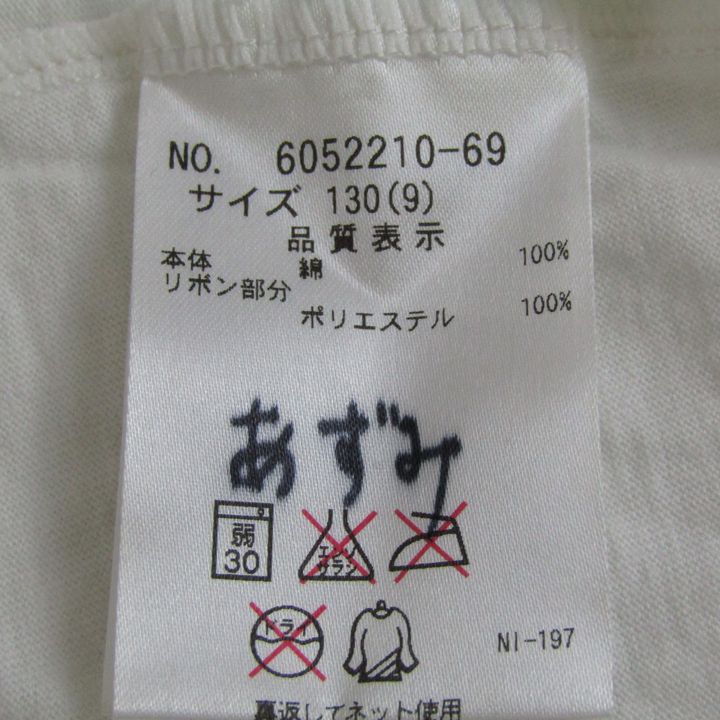 NO. 6052210-69
サイズ 130(9)
品質表示
本体 綿 100%
リボン部分
ポリエステル 100%
あずみ
弱
30
エンソ
サラシ
ドライ
NI-197
裏返してネット使用